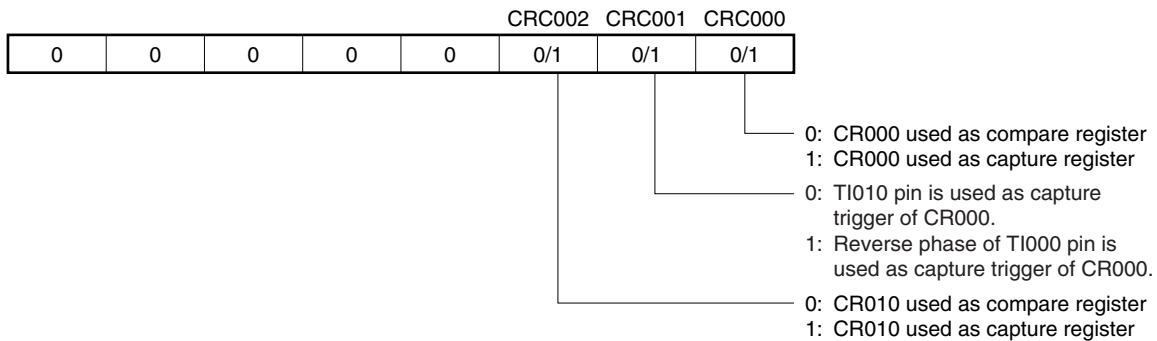 CRC002 CRC001 CRC000
0 0 0 0 0 0/1 0/1 0/1
0: CR000 used as compare register
1: CR000 used as capture register
0: TI010 pin is used as capture
trigger of CR000.
1: Reverse phase of TI000 pin is
used as capture trigger of CR000.
0: CR010 used as compare register
1: CR010 used as capture register